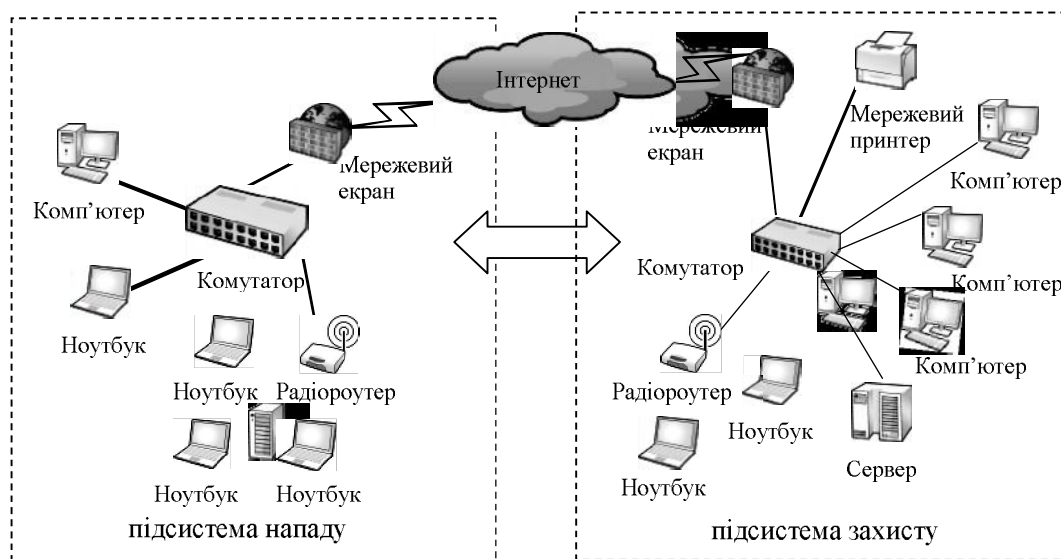 Інтернет
Мережевий
екран
Комп’ютер
Комутатор
Ноутбук
Ноутбук
Радіороутер
Ноутбук
Ноутбук
підсистема нападу
Мережевий
екран
Мережевий
принтер
Комп’ютер
Комутатор
Комп’ютер
Комп’ютер
Радіороутер
Ноутбук
Ноутбук
Сервер
підсистема захисту